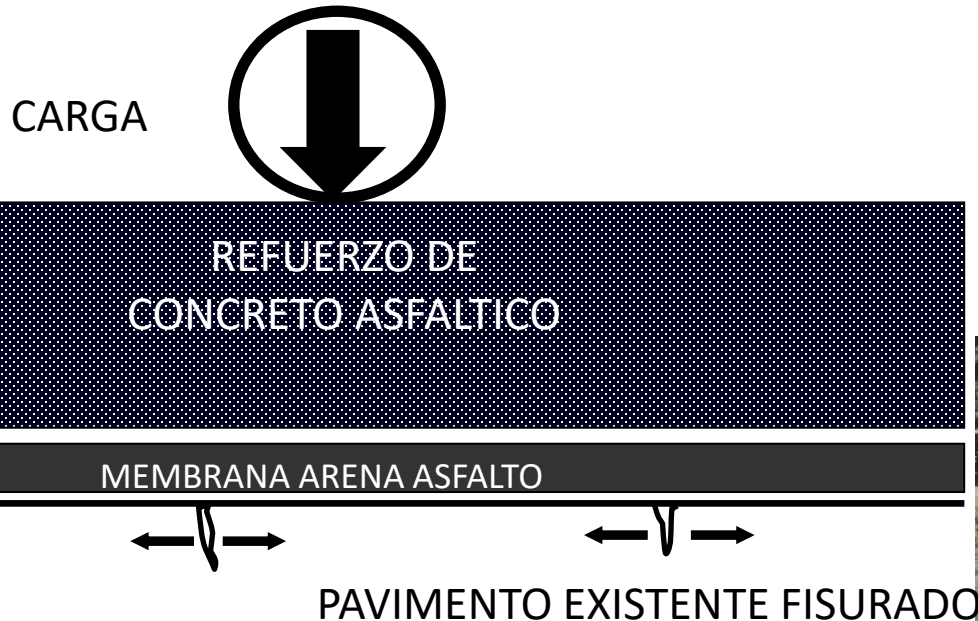 CARGA
REFUERZO DE
CONCRETO ASFALTICO
MEMBRANA ARENA ASFALTO
PAVIMENTO EXISTENTE FISURADO